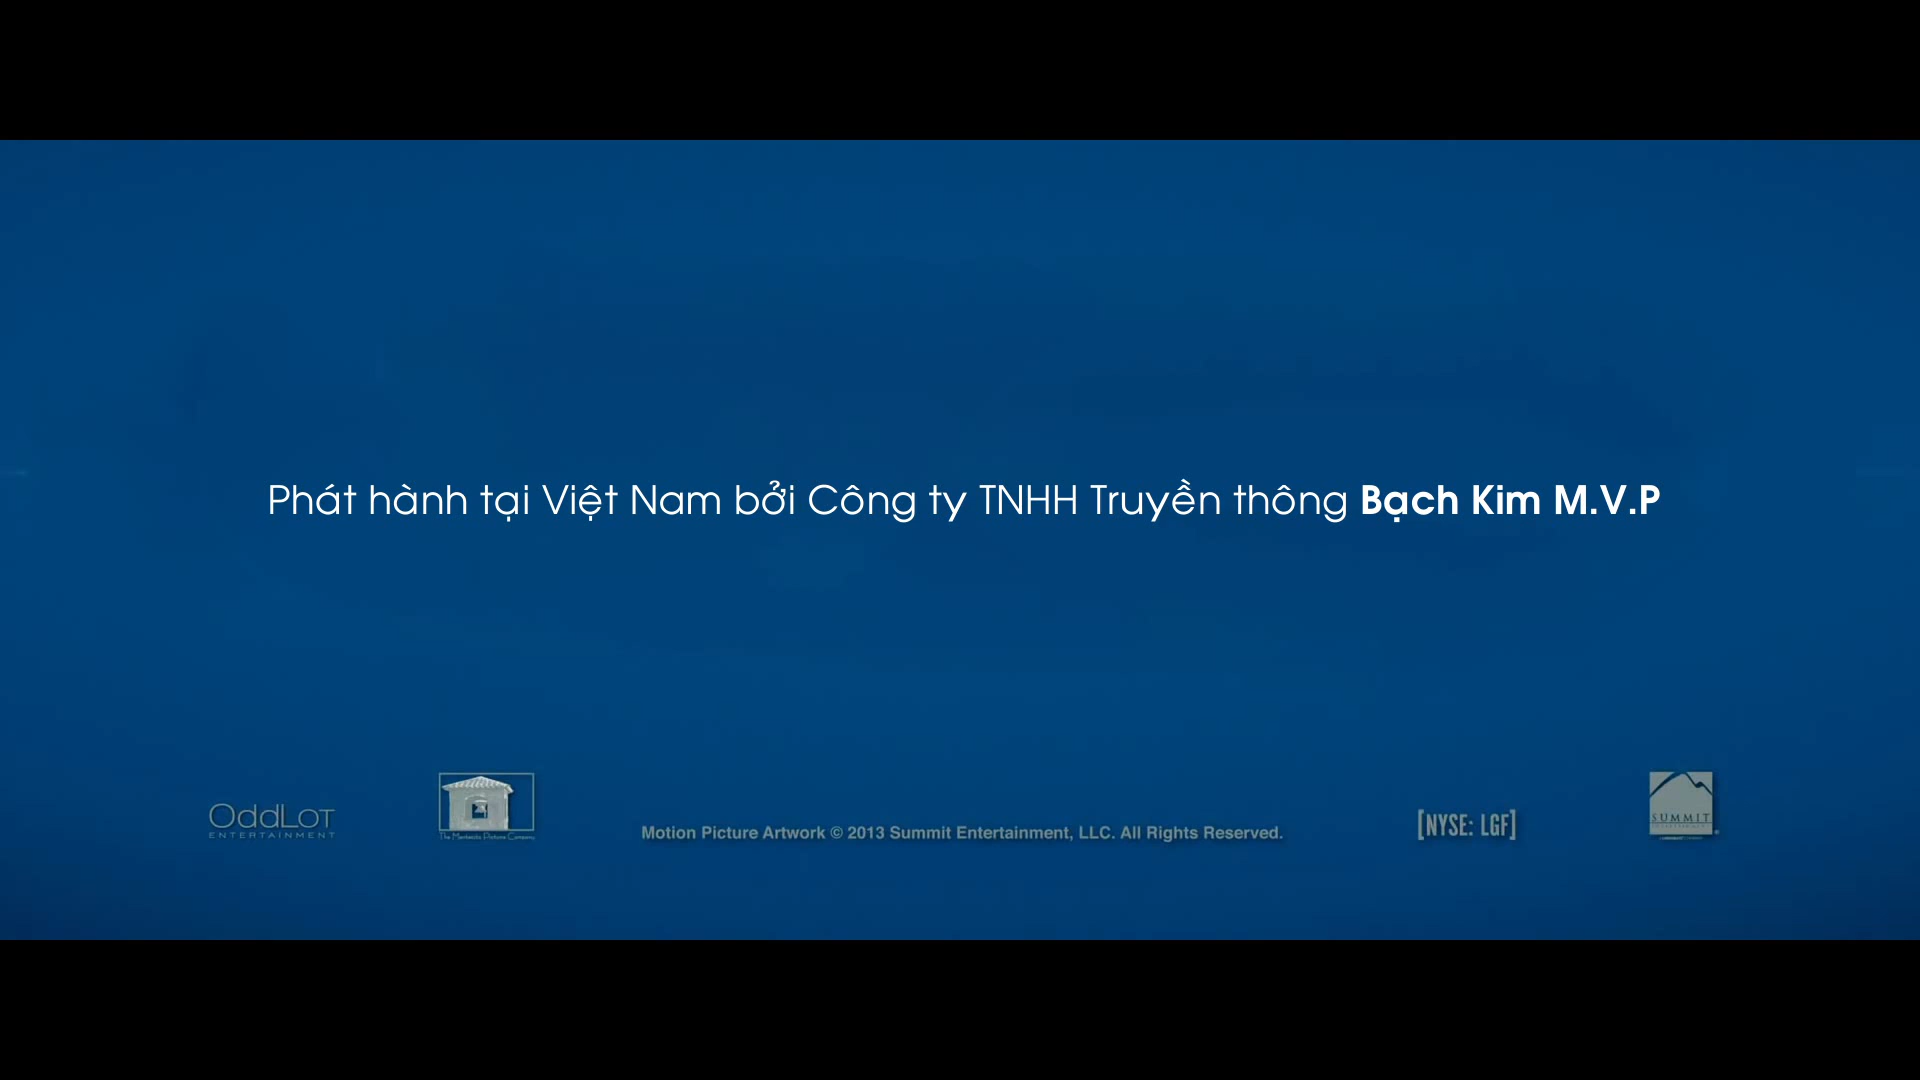 Phát hành tại Việt Nam bởi Công ty TNHH Truyền thông Bạch Kim M.V.P
OddLot
ENTERTAINMENT
Motion Picture Artwork © 2013 Summit Entertainment, LLC. All Rights Reserved.
[NYSE: LGF]
SUMMIT